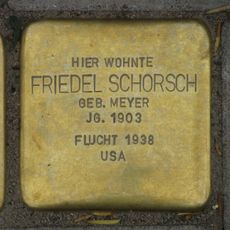 HIER WOHNTE
FRIEDEL SCHORSCH
GEB. MEYER
JG. 1903
FLUCHT 1938
USA